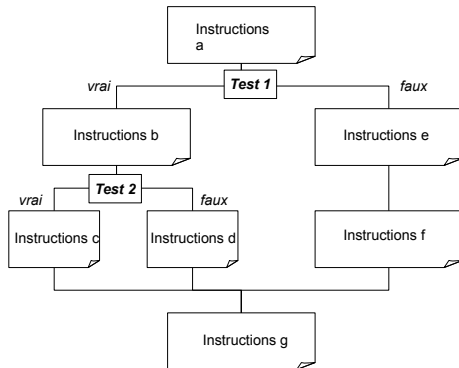 Instructions
a
vrai
Test 1
faux
Instructions b
Instructions e
vrai
Test 2
faux
Instructions c
Instructions d
Instructions f
Instructions g